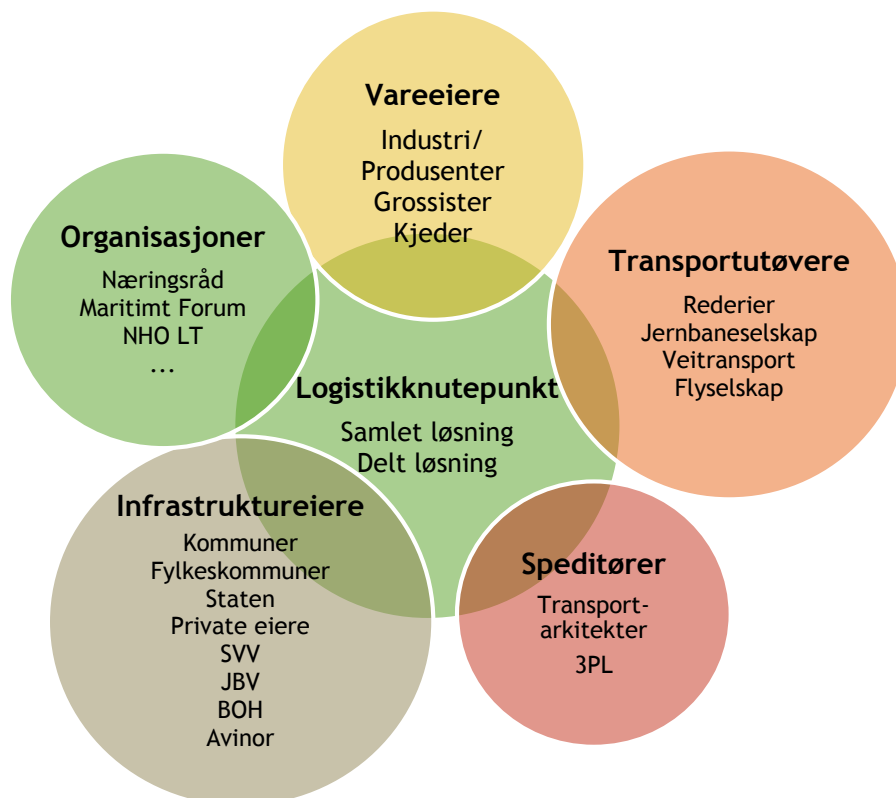 Vareeiere
Industri/
Produsenter
Grossister
Kjeder
Organisasjoner
Næringsråd
Maritimt Forum
NHO LT
...
Transportutøvere
Rederier
Jernbaneselskap
Veitransport
Flyselskap
Logistikknutepunkt
Samlet løsning
Delt løsning
Infrastruktureiere
Kommuner
Fylkeskommuner
Staten
Private eiere
SVV
JBV
BOH
Avinor
Speditører
Transport-
arkitekter
3PL